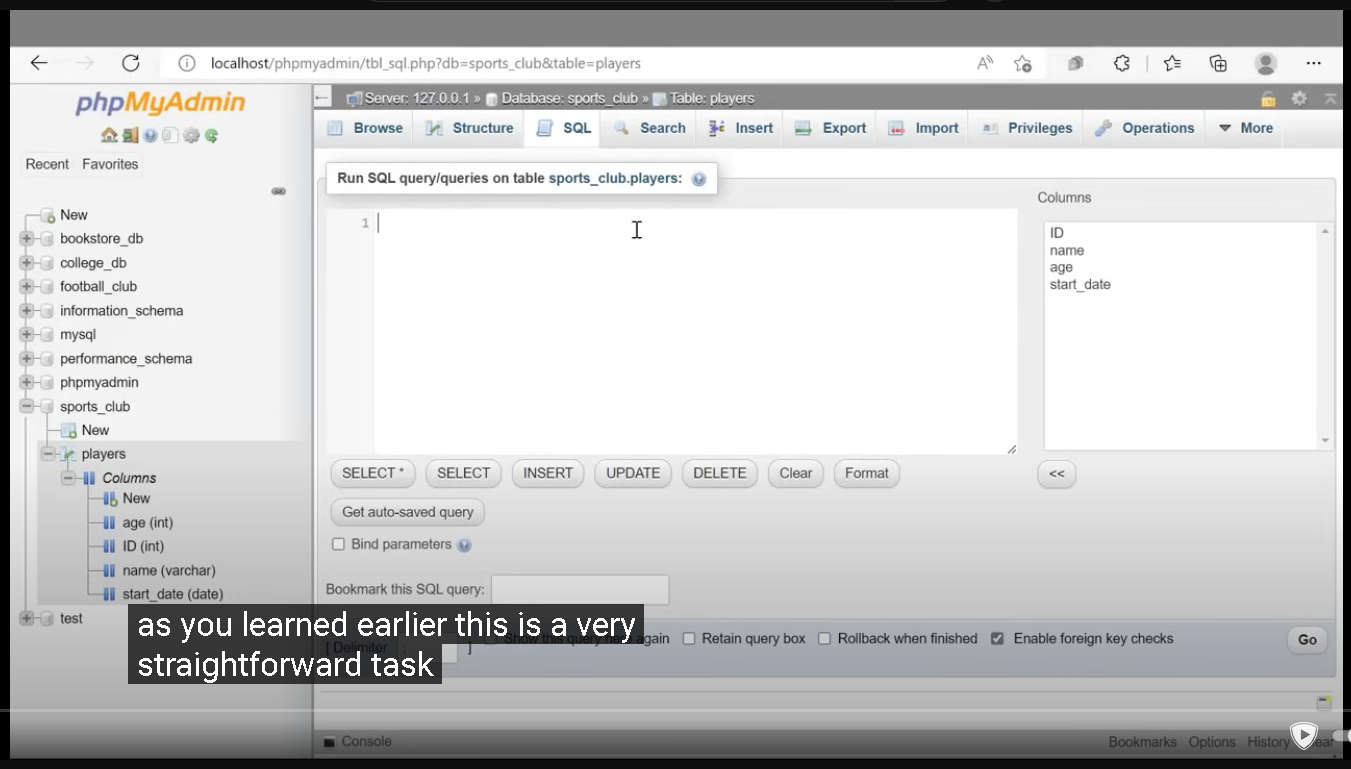 localhost/phpmyadmin/tbl_sql.php?db=sports_club&table=players
phpMyAdmin
Recent Favorites
New
bookstore_db
college_db
football_club
information_schema
mysql
performance_schema
phpmyadmin
sports_club
New
players
Columns
New
age (int)
ID (int)
name (varchar)
start_date (date)
test
Server: 127.0.0.1 » Database: sports_club » Table: players
Browse Structure SQL Search Insert Export Import Privileges Operations More
Run SQL query/queries on table sports_club.players:
1
Columns
ID
name
age
start_date
SELECT * SELECT INSERT UPDATE DELETE Clear Format <<
Get auto-saved query
Bind parameters
Bookmark this SQL query:
[ Delimiter ; ] Show this query here again Retain query box Rollback when finished Enable foreign key checks Go
as you learned earlier this is a very
straightforward task
Console Bookmarks Options History